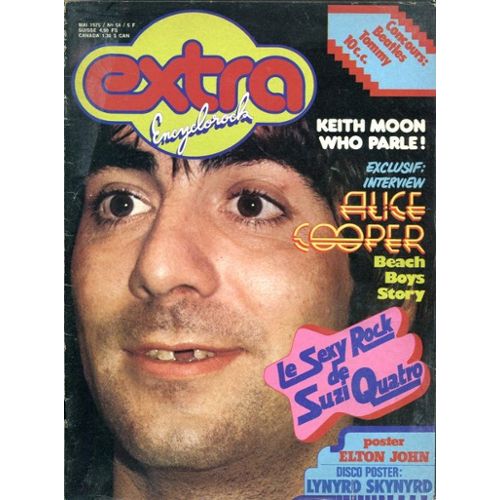 MAI 1975 / Nº 54 / 5 F
SUISSE 4,50 FS
CANADA 1,30 $ CAN
extra
Encyclorock
Concours:
Beatles
Tommy
10c.c.
KEITH MOON
WHO PARLE!
EXCLUSIF:
INTERVIEW
ALICE
COOPER
Beach
Boys
Story
Le Sexy Rock
de
Suzi Quatro
poster
ELTON JOHN
DISCO POSTER:
LYNYRD SKYNYRD